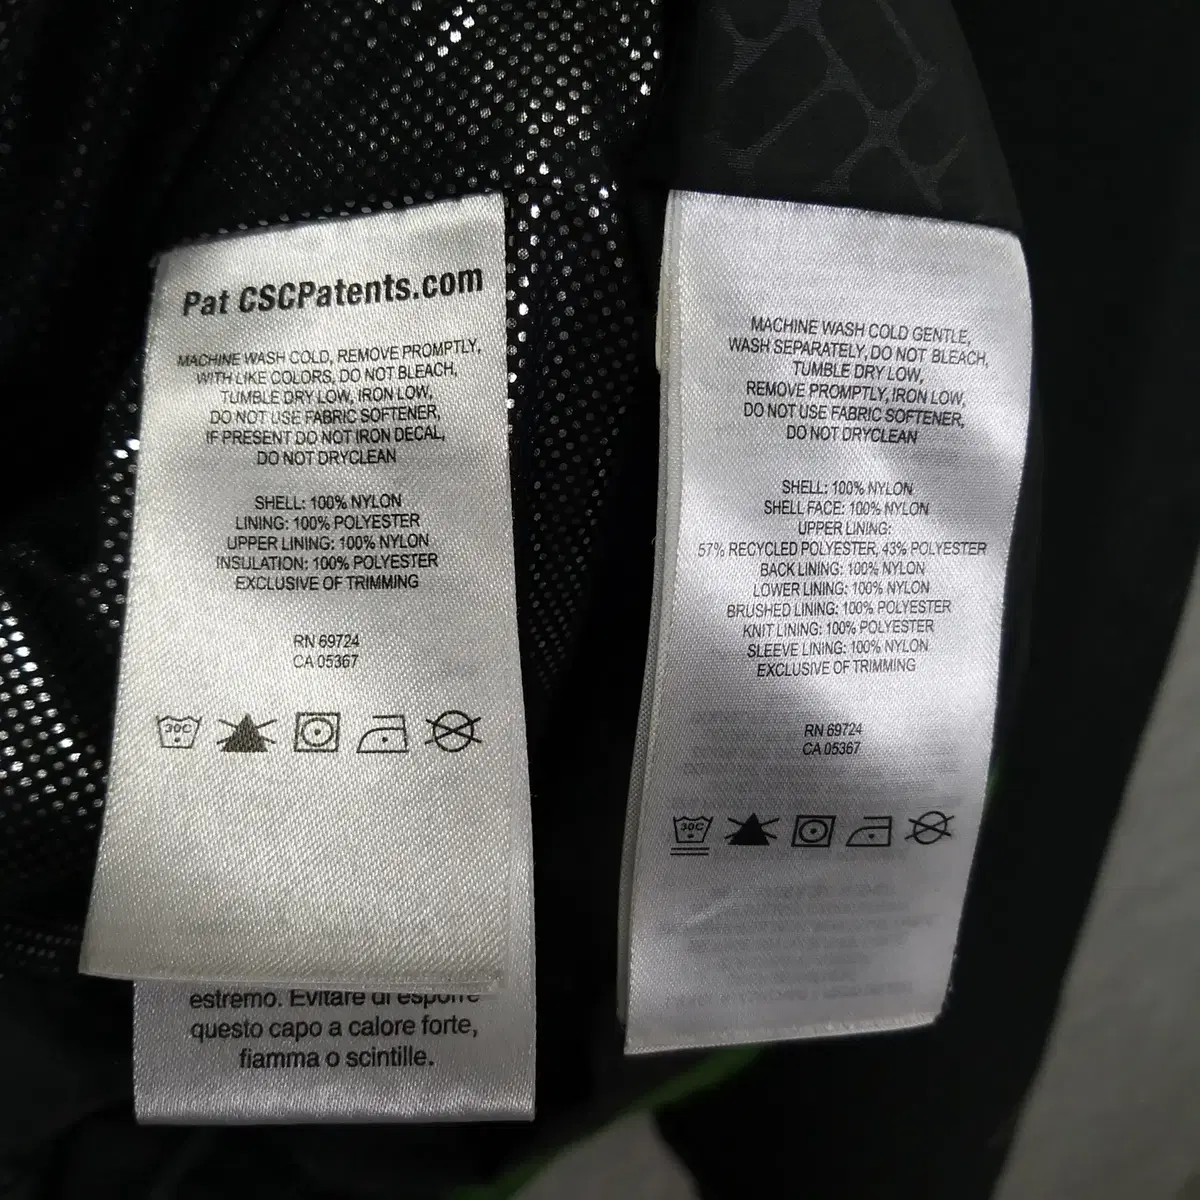 Pat CSCPatents.com
MACHINE WASH COLD, REMOVE PROMPTLY,
WITH LIKE COLORS, DO NOT BLEACH,
TUMBLE DRY LOW, IRON LOW,
DO NOT USE FABRIC SOFTENER,
IF PRESENT DO NOT IRON DECAL,
DO NOT DRYCLEAN
SHELL: 100% NYLON
LINING: 100% POLYESTER
UPPER LINING: 100% NYLON
INSULATION: 100% POLYESTER
EXCLUSIVE OF TRIMMING
RN 69724
CA 05367
30C
estremo. Evitare di esporre
questo capo a calore forte,
fiamma o scintille.
MACHINE WASH COLD GENTLE,
WASH SEPARATELY, DO NOT BLEACH,
TUMBLE DRY LOW,
REMOVE PROMPTLY, IRON LOW,
DO NOT USE FABRIC SOFTENER,
DO NOT DRYCLEAN
SHELL: 100% NYLON
SHELL FACE: 100% NYLON
UPPER LINING:
57% RECYCLED POLYESTER, 43% POLYESTER
BACK LINING: 100% NYLON
LOWER LINING: 100% NYLON
BRUSHED LINING: 100% POLYESTER
KNIT LINING: 100% POLYESTER
SLEEVE LINING: 100% NYLON
EXCLUSIVE OF TRIMMING
RN 69724
CA 05367
30C